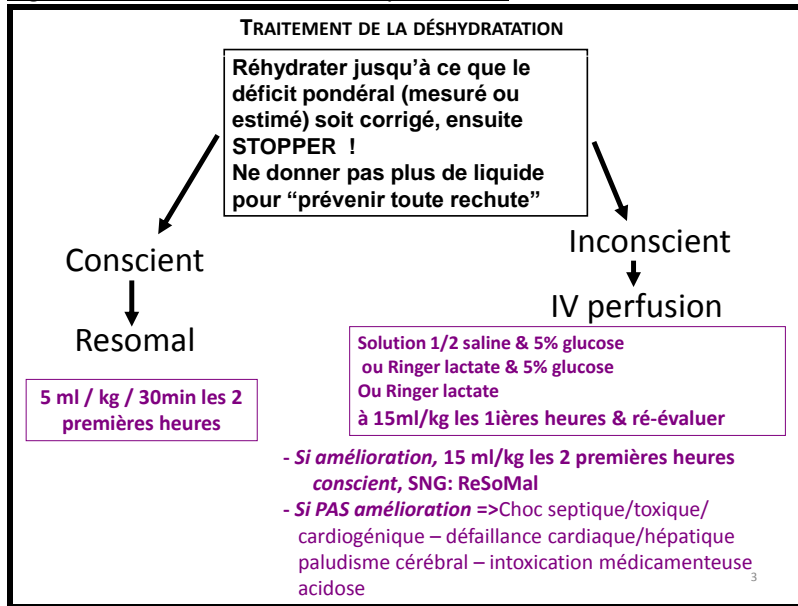 TRAITEMENT DE LA DÉSHYDRATATION
Réhydrater jusqu'à ce que le
déficit pondéral (mesuré ou
estimé) soit corrigé, ensuite
STOPPER !
Ne donner pas plus de liquide
pour “prévenir toute rechute”
Conscient
Resomal
5 ml / kg / 30min les 2
premières heures
Inconscient
IV perfusion
Solution 1/2 saline & 5% glucose
ou Ringer lactate & 5% glucose
Ou Ringer lactate
à 15ml/kg les 1ières heures & ré-évaluer
- Si amélioration, 15 ml/kg les 2 premières heures
conscient, SNG: ReSoMal
- Si PAS amélioration =>Choc septique/toxique/
cardiogénique – défaillance cardiaque/hépatique
paludisme cérébral – intoxication médicamenteuse
acidose
3